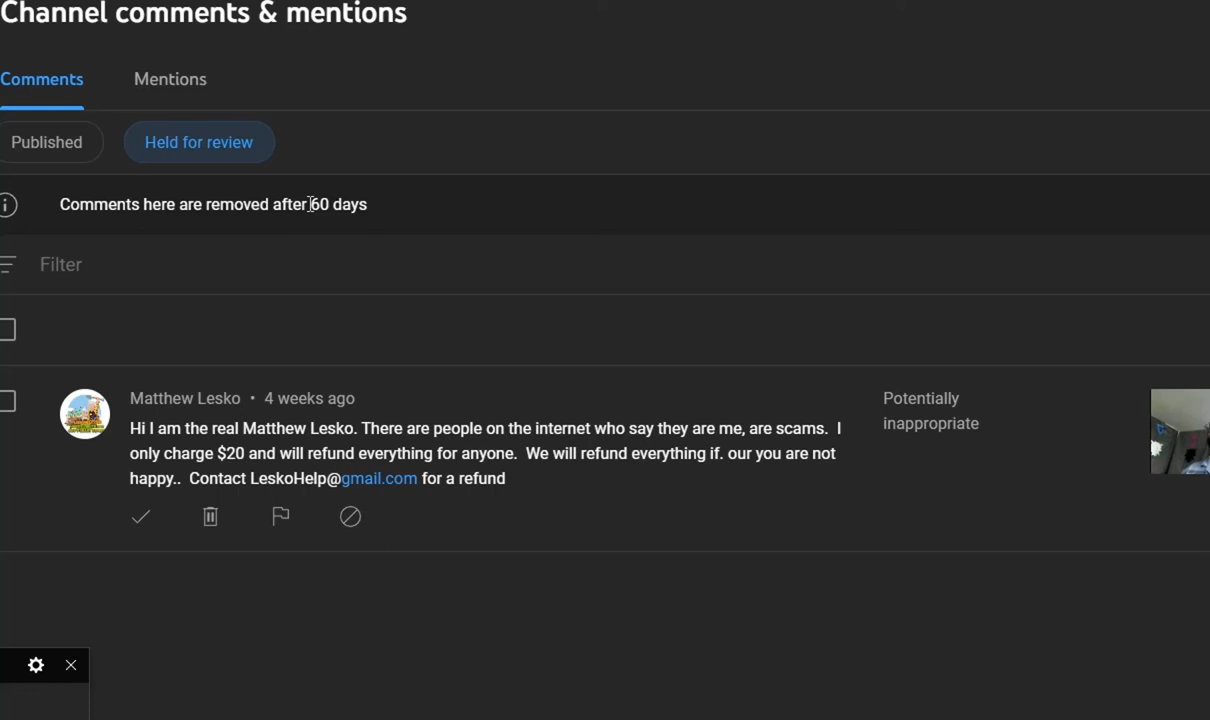 Channel comments & mentions
Comments Mentions
Published Held for review
Comments here are removed after 60 days
Filter
Matthew Lesko • 4 weeks ago
Hi I am the real Matthew Lesko. There are people on the internet who say they are me, are scams.  I
only charge $20 and will refund everything for anyone.  We will refund everything if. our you are not
happy..  Contact LeskoHelp@gmail.com for a refund
Potentially
inappropriate